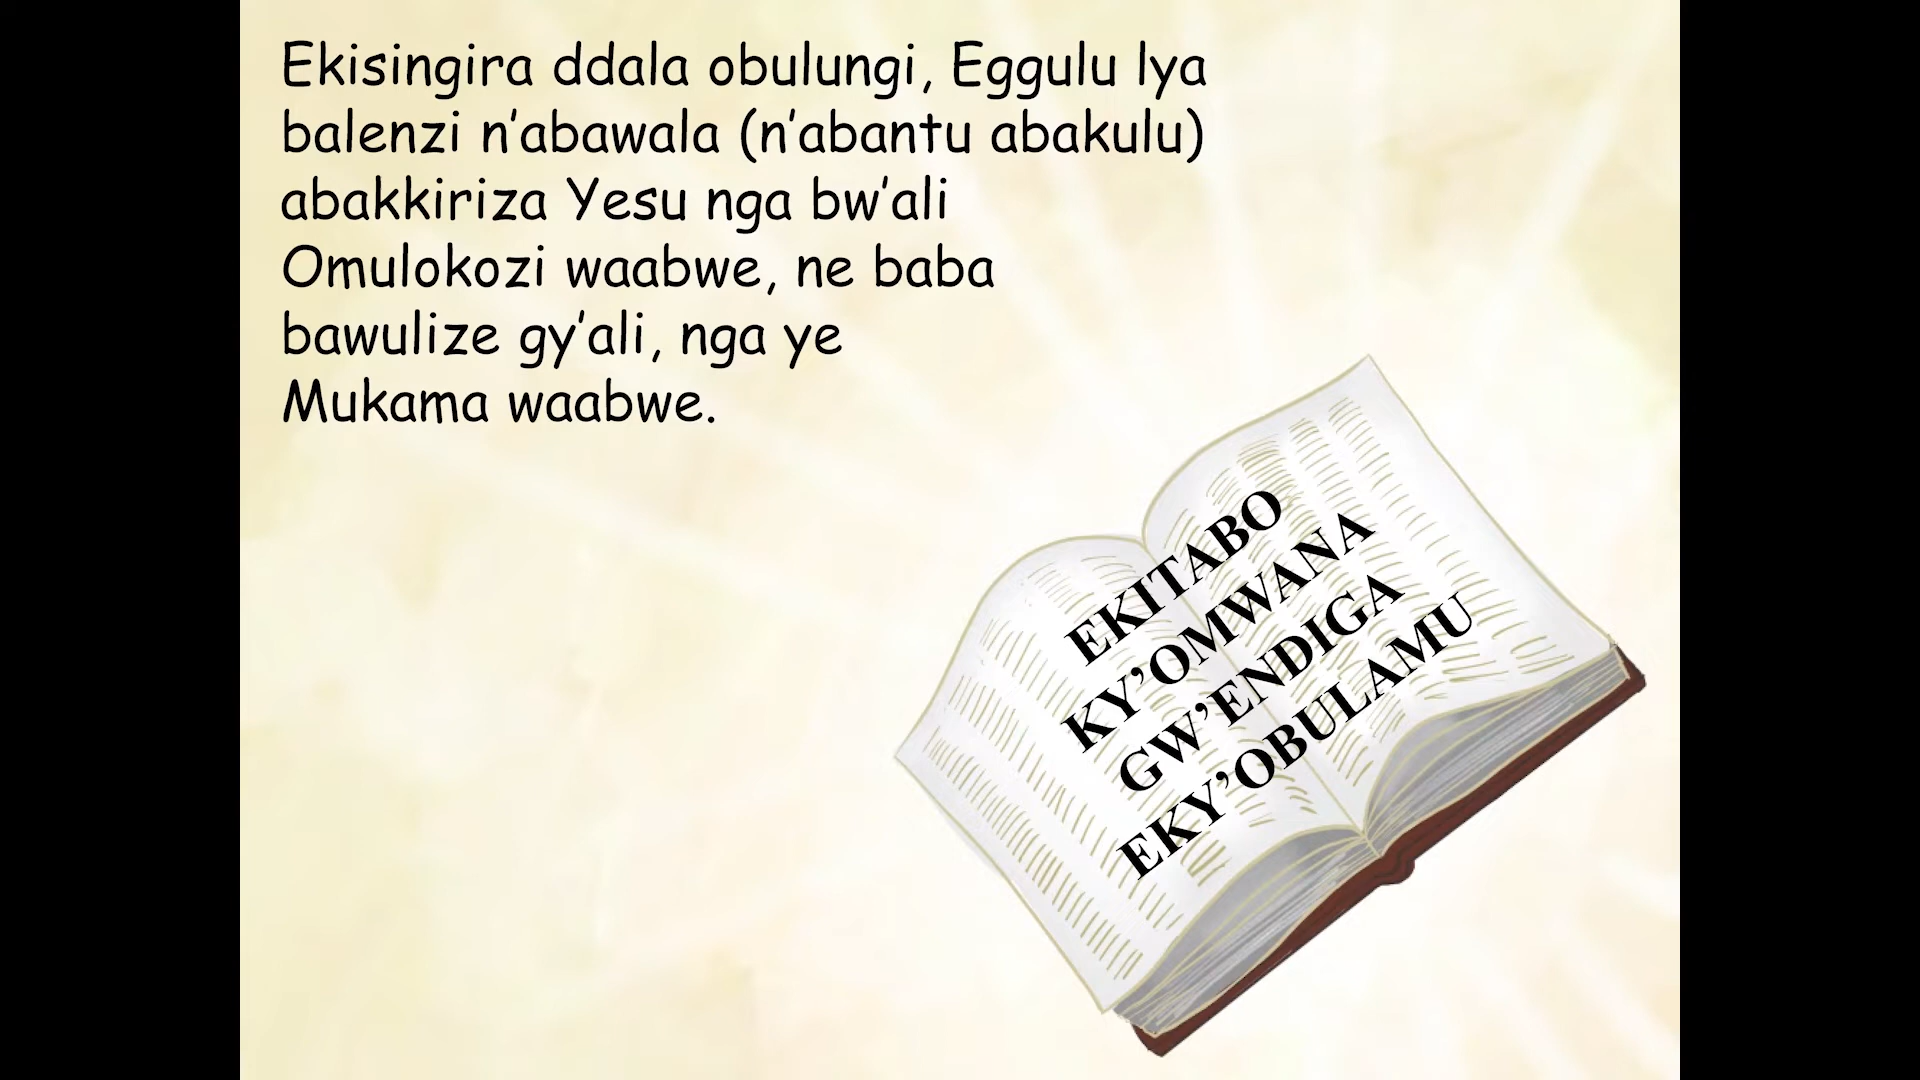 Ekisingira ddala obulungi, Eggulu lya
balenzi n'abawala (n'abantu abakulu)
abakkiriza Yesu nga bw'ali
Omulokozi waabwe, ne baba
bawulize gy'ali, nga ye
Mukama waabwe.
EKITABO
KY’OMWANA
GW’ENDIGA
EKY’OBULAMU